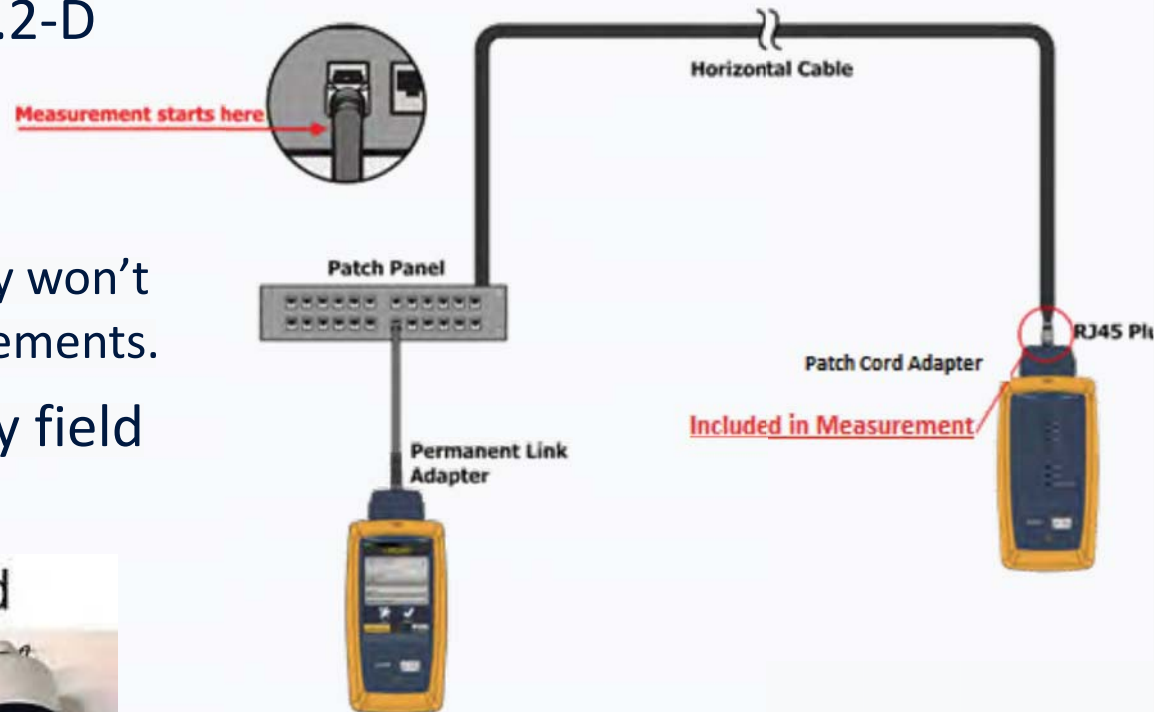 .2-D
Measurement starts here
Horizontal Cable
y won't
ements.
Patch Panel
y field
Patch Cord Adapter
RJ45 Plu
Included in Measurement
Permanent Link
Adapter
d